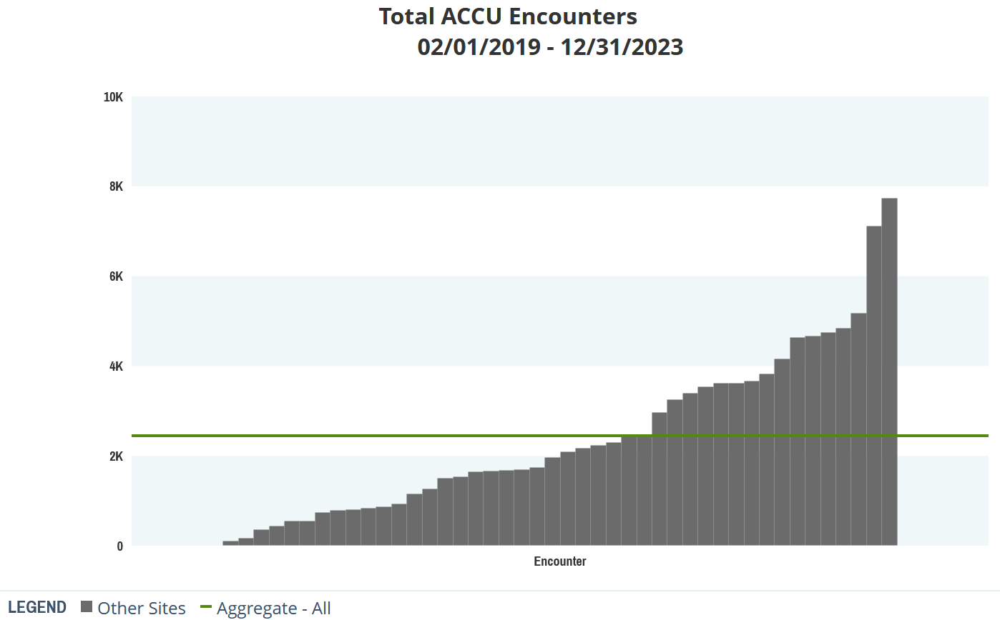 Total ACCU Encounters
02/01/2019 - 12/31/2023
10K
8K
6K
4K
2K
0
Encounter
LEGEND Other Sites Aggregate - All